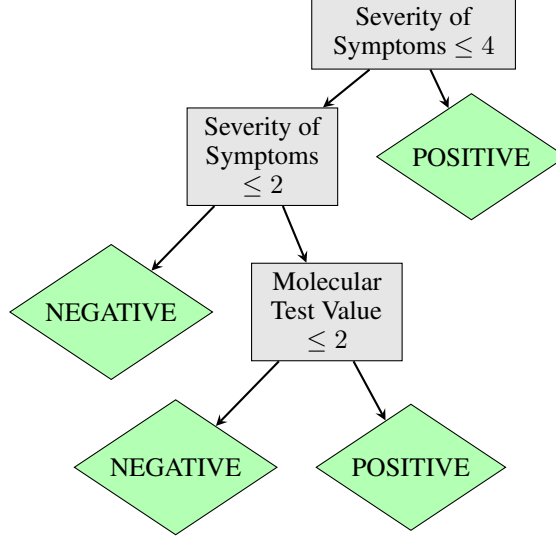 Severity of
Symptoms ≤ 4
Severity of
Symptoms
≤ 2
POSITIVE
NEGATIVE
Molecular
Test Value
≤ 2
NEGATIVE
POSITIVE